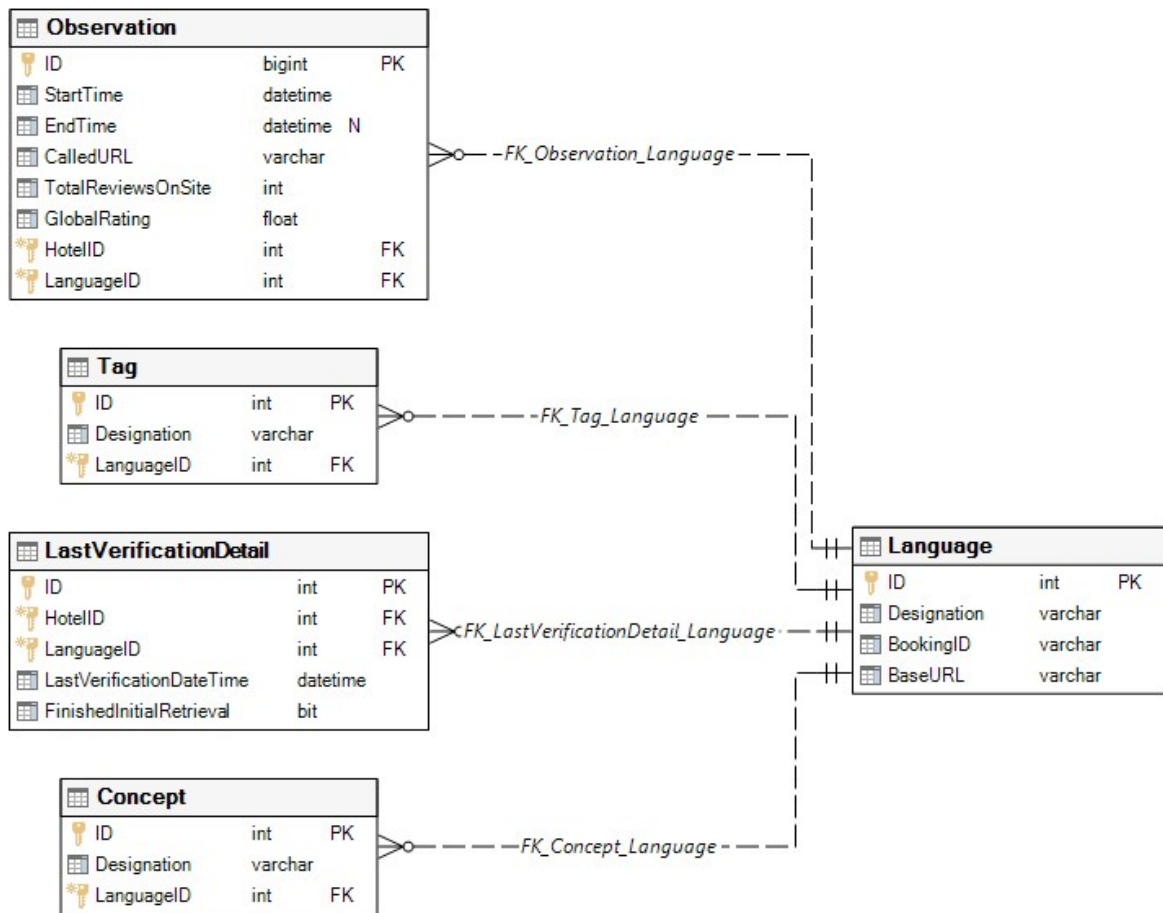 Observation
ID bigint PK
StartTime datetime
EndTime datetime N
CalledURL varchar
TotalReviewsOnSite int
GlobalRating float
HotelID int FK
LanguageID int FK
FK_Observation_Language
Tag
ID int PK
Designation varchar
LanguageID int FK
FK_Tag_Language
LastVerificationDetail
ID int PK
HotelID int FK
LanguageID int FK
LastVerificationDateTime datetime
FinishedInitialRetrieval bit
FK_LastVerificationDetail_Language
Language
ID int PK
Designation varchar
BookingID varchar
BaseURL varchar
Concept
ID int PK
Designation varchar
LanguageID int FK
FK_Concept_Language